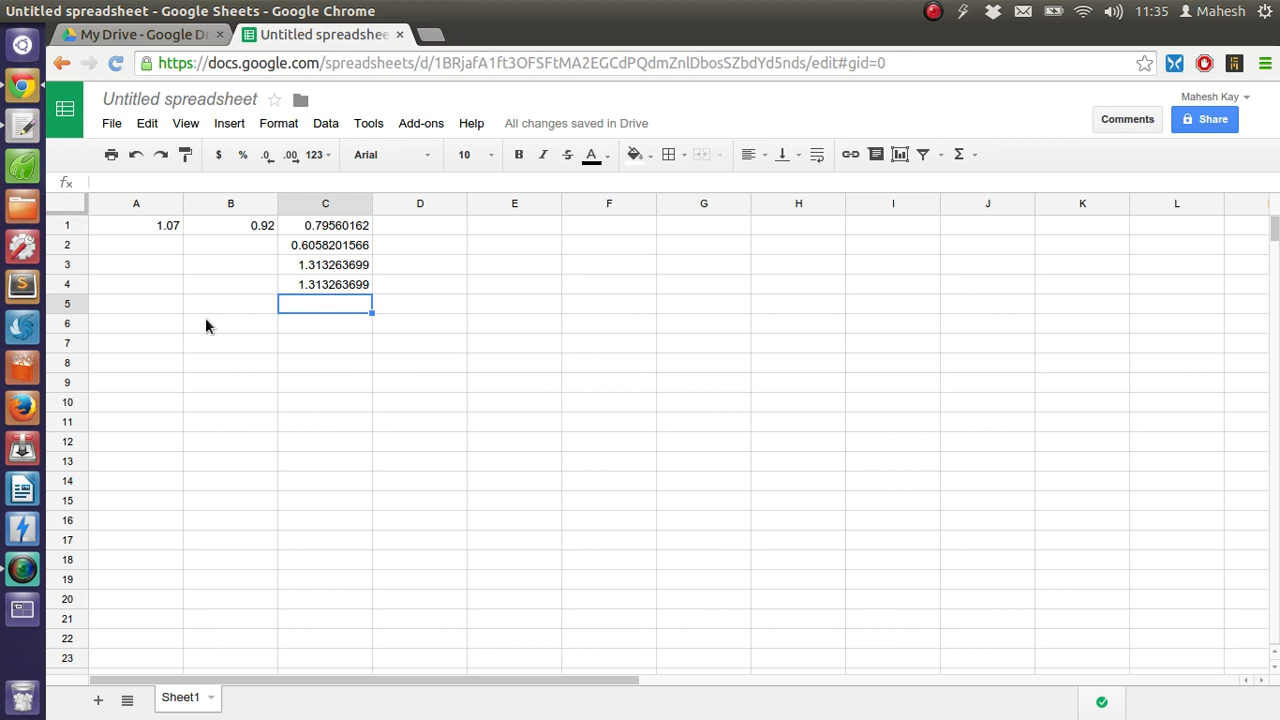 Untitled spreadsheet - Google Sheets - Google Chrome
11:35 Mahesh
My Drive - Google Dr × Untitled spreadshee ×
https://docs.google.com/spreadsheets/d/1BRjafA1ft3OFSFtMA2EGCdPQdmZnlDbosSZbdYd5nds/edit#gid=0
Untitled spreadsheet
Mahesh Kay
File Edit View Insert Format Data Tools Add-ons Help All changes saved in Drive
Comments Share
$ % .0 .00 123 Arial 10 B I S A Σ
fx
A B C D E F G H I J K L
1 1.07 0.92 0.79560162
2 0.6058201566
3 1.313263699
4 1.313263699
5
6
7
8
9
10
11
12
13
14
15
16
17
18
19
20
21
22
23
+ Sheet1